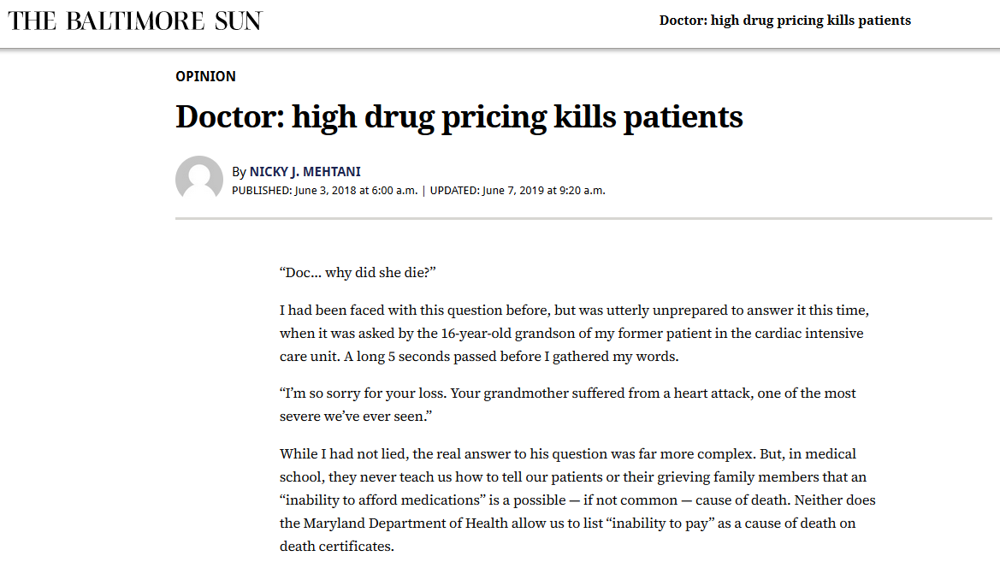 THE BALTIMORE SUN
Doctor: high drug pricing kills patients
OPINION
Doctor: high drug pricing kills patients
By NICKY J. MEHTANI
PUBLISHED: June 3, 2018 at 6:00 a.m. | UPDATED: June 7, 2019 at 9:20 a.m.
“Doc... why did she die?”
I had been faced with this question before, but was utterly unprepared to answer it this time,
when it was asked by the 16-year-old grandson of my former patient in the cardiac intensive
care unit. A long 5 seconds passed before I gathered my words.
“I’m so sorry for your loss. Your grandmother suffered from a heart attack, one of the most
severe we’ve ever seen.”
While I had not lied, the real answer to his question was far more complex. But, in medical
school, they never teach us how to tell our patients or their grieving family members that an
“inability to afford medications” is a possible — if not common — cause of death. Neither does
the Maryland Department of Health allow us to list “inability to pay” as a cause of death on
death certificates.